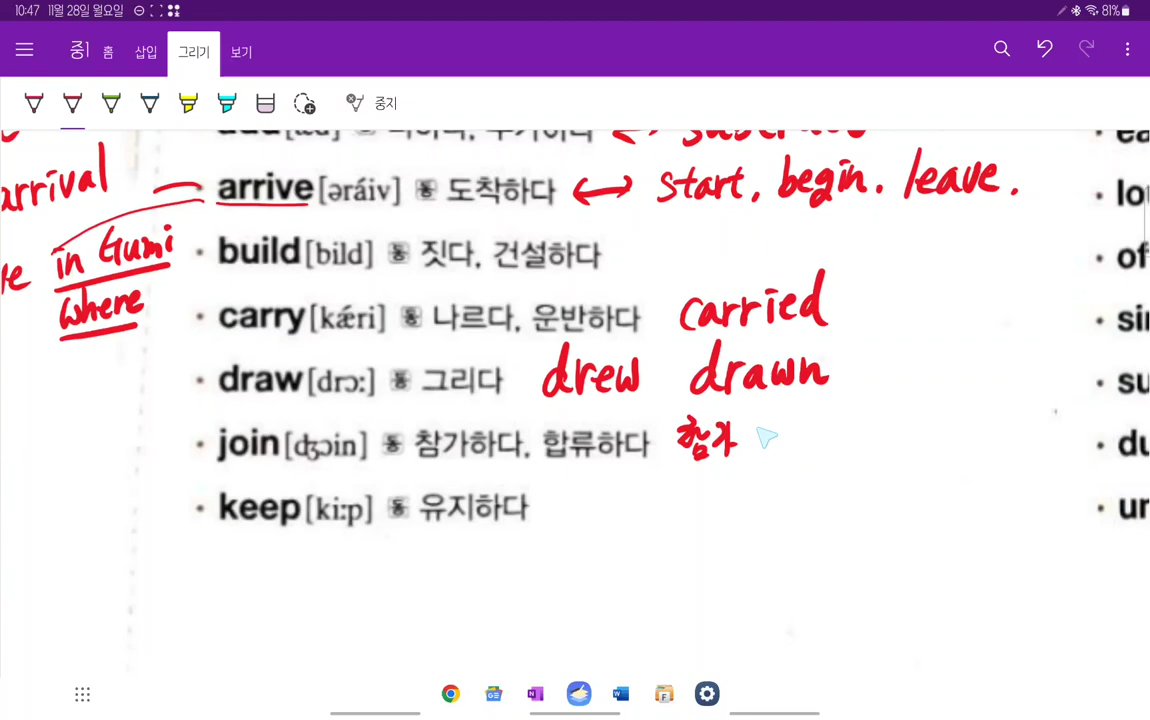 10:47 11월 28일 월요일 81%
중1 홈 삽입 그리기 보기
중지
arrival arrive [əráiv] 동 도착하다 ↔ start, begin. leave.
in Gumi
where
build [bild] 동 짓다, 건설하다
carry [kǽri] 동 나르다, 운반하다 carried
draw [drɔː] 동 그리다 drew drawn
join [dʒɔin] 동 참가하다, 합류하다 참가
keep [kiːp] 동 유지하다